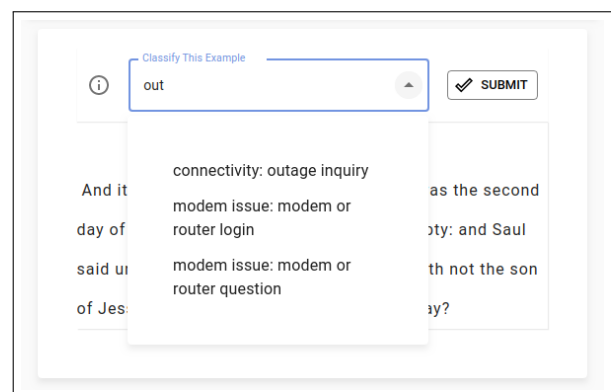 Classify This Example
out
SUBMIT
connectivity: outage inquiry
modem issue: modem or
router login
modem issue: modem or
router question
And it as the second
day of pty: and Saul
said th not the son
of Jes ay?